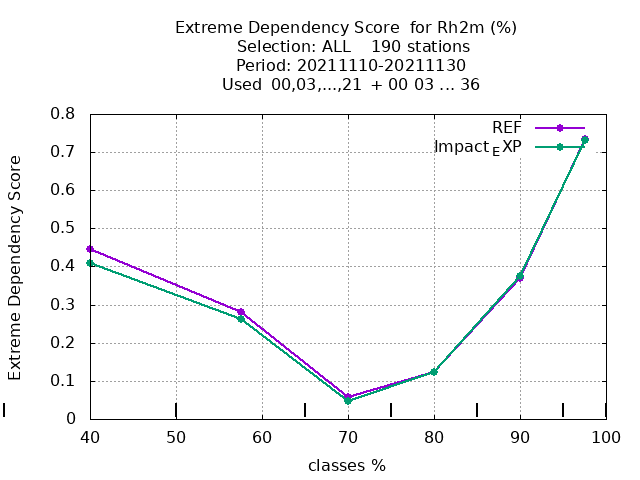 Extreme Dependency Score for Rh2m (%)
Selection: ALL 190 stations
Period: 20211110-20211130
Used 00,03,...,21 + 00 03 ... 36
REF
Impact_EXP
Extreme Dependency Score
0.8
0.7
0.6
0.5
0.4
0.3
0.2
0.1
0
40 50 60 70 80 90 100
classes %